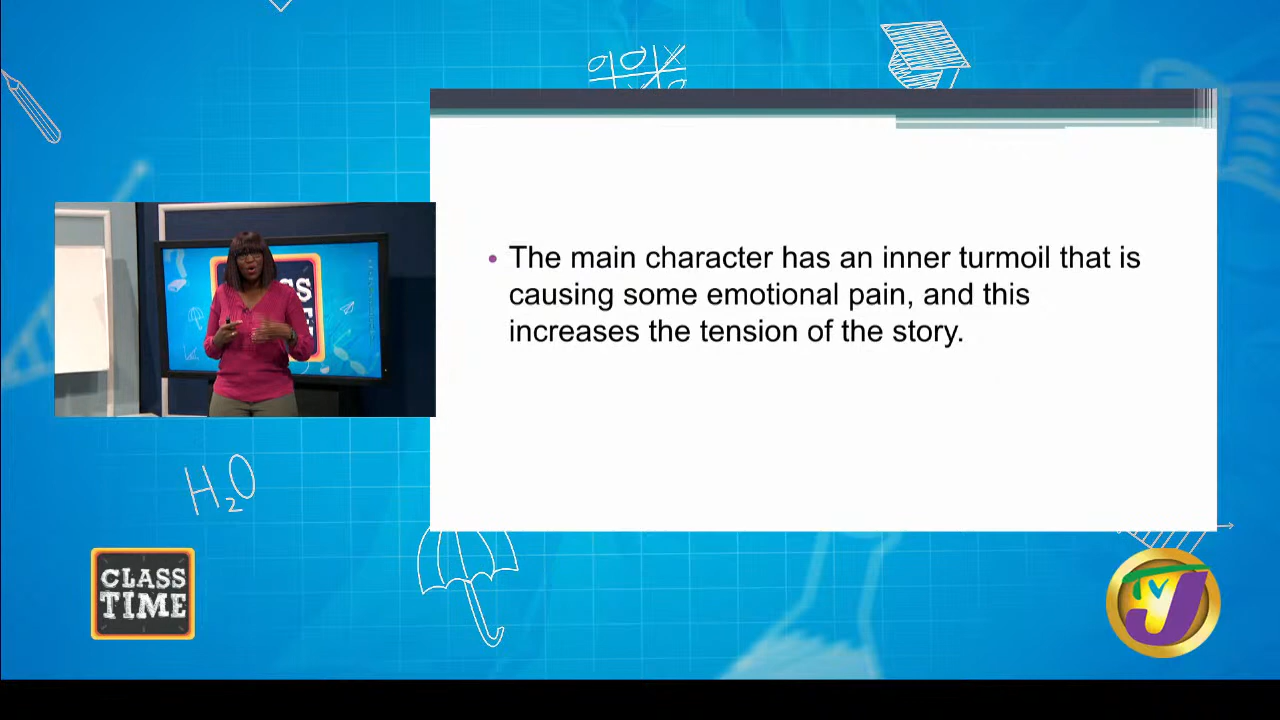 The main character has an inner turmoil that is
causing some emotional pain, and this
increases the tension of the story.
H₂O
CLASS
TIME
TVJ